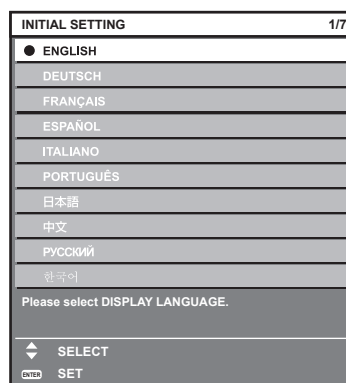 INITIAL SETTING 1/7
ENGLISH
DEUTSCH
FRANÇAIS
ESPAÑOL
ITALIANO
PORTUGUÊS
日本語
中文
РУССКИЙ
한국어
Please select DISPLAY LANGUAGE.
SELECT
ENTER SET